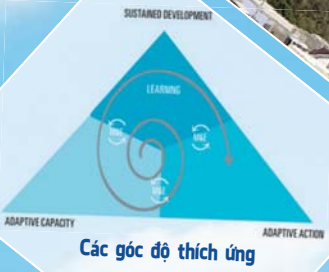 SUSTAINED DEVELOPMENT
LEARNING
M&E
M&E
M&E
ADAPTIVE CAPACITY
ADAPTIVE ACTION
Các góc độ thích ứng